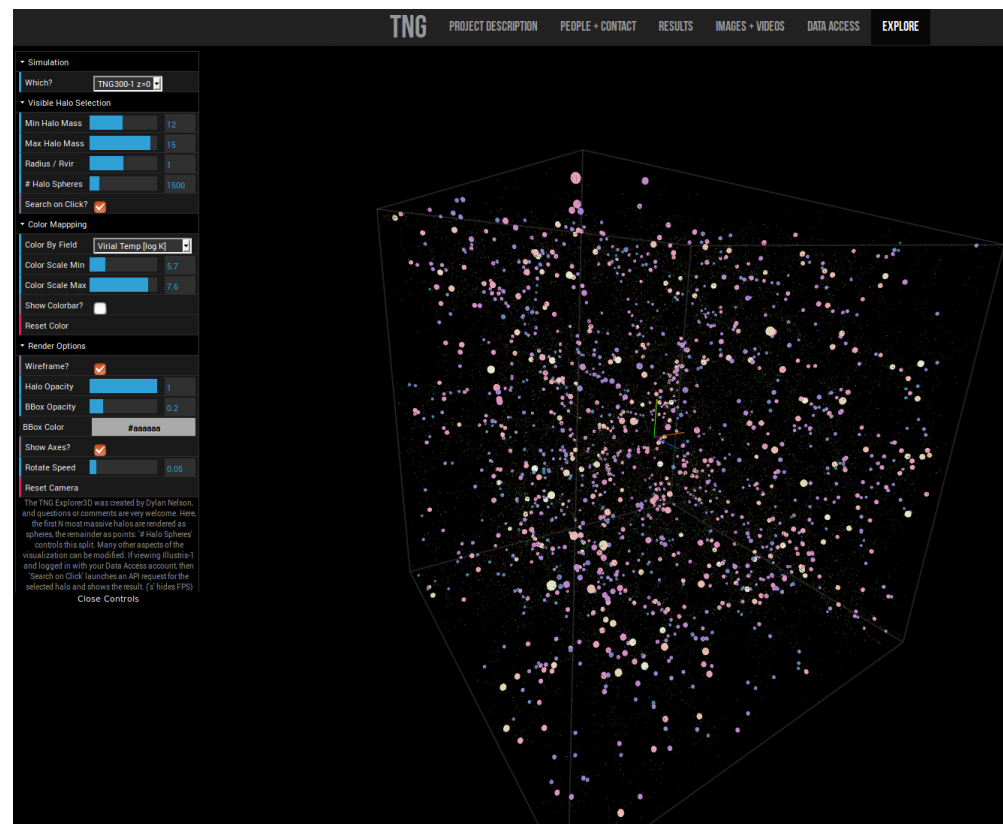 TNG PROJECT DESCRIPTION PEOPLE + CONTACT RESULTS IMAGES + VIDEOS DATA ACCESS EXPLORE
Simulation
Which? TNG300-1 z=0
Visible Halo Selection
Min Halo Mass 12
Max Halo Mass 15
Radius / Rvir 1
# Halo Spheres 1500
Search on Click?
Color Mappping
Color By Field Virial Temp [log K]
Color Scale Min 5.7
Color Scale Max 7.6
Show Colorbar?
Reset Color
Render Options
Wireframe?
Halo Opacity 1
BBox Opacity 0.2
BBox Color #aaaaaa
Show Axes?
Rotate Speed 0.05
Reset Camera
The TNG Explorer3D was created by Dylan Nelson,
and questions or comments are very welcome. Here,
the first N most massive halos are rendered as
spheres, the remainder as points: '# Halo Spheres'
controls this split. Many other aspects of the
visualization can be modified. If viewing Illustris-1
and logged in with your Data Access account, then
'Search on Click' launches an API request for the
selected halo and shows the result. ('s' hides FPS)
Close Controls